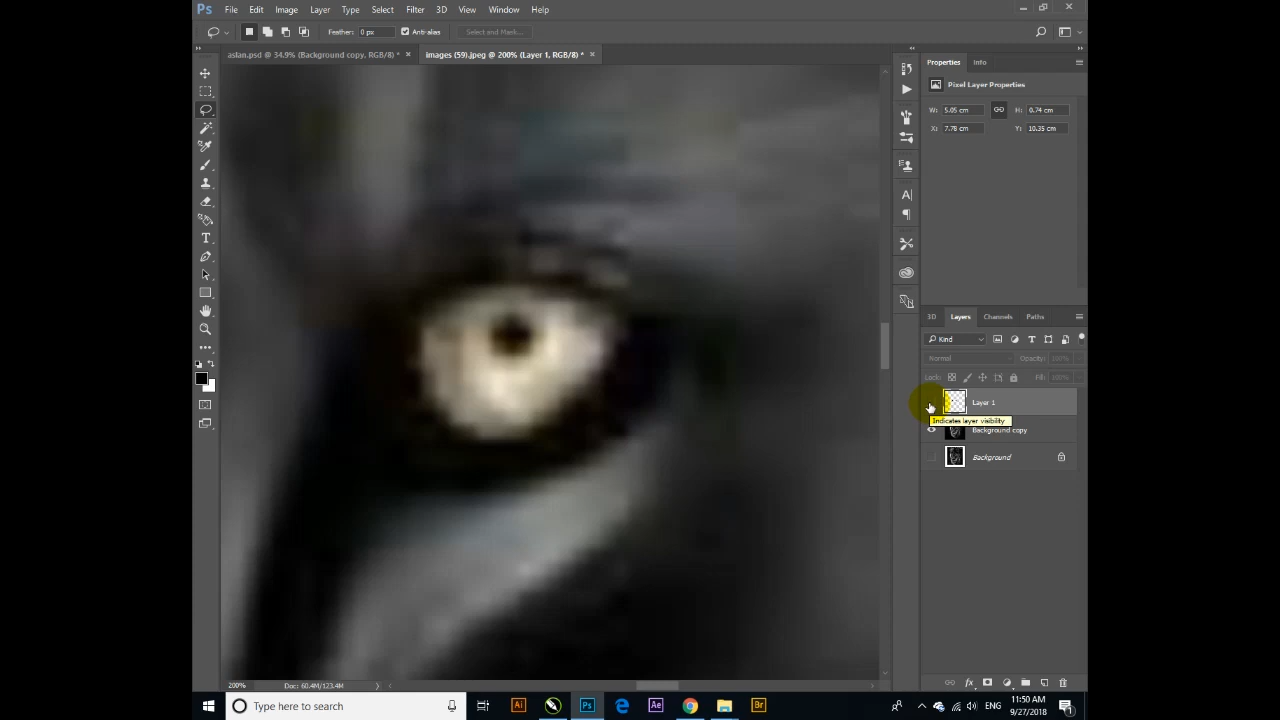 Ps File Edit Image Layer Type Select Filter 3D View Window Help
Feather: 0 px Anti-alias Select and Mask...
aslan.psd @ 34.9% (Background copy, RGB/8) * × images (59).jpeg @ 200% (Layer 1, RGB/8) * ×
Properties Info
Pixel Layer Properties
W: 5.05 cm H: 0.74 cm
X: 7.78 cm Y: 10.35 cm
3D Layers Channels Paths
Kind
Normal Opacity: 100%
Lock: Fill: 100%
Layer 1
Indicates layer visibility
Background copy
Background
200% Doc: 60.4M/123.4M
Type here to search
Ai Ps Ae Br
ENG
11:50 AM
9/27/2018